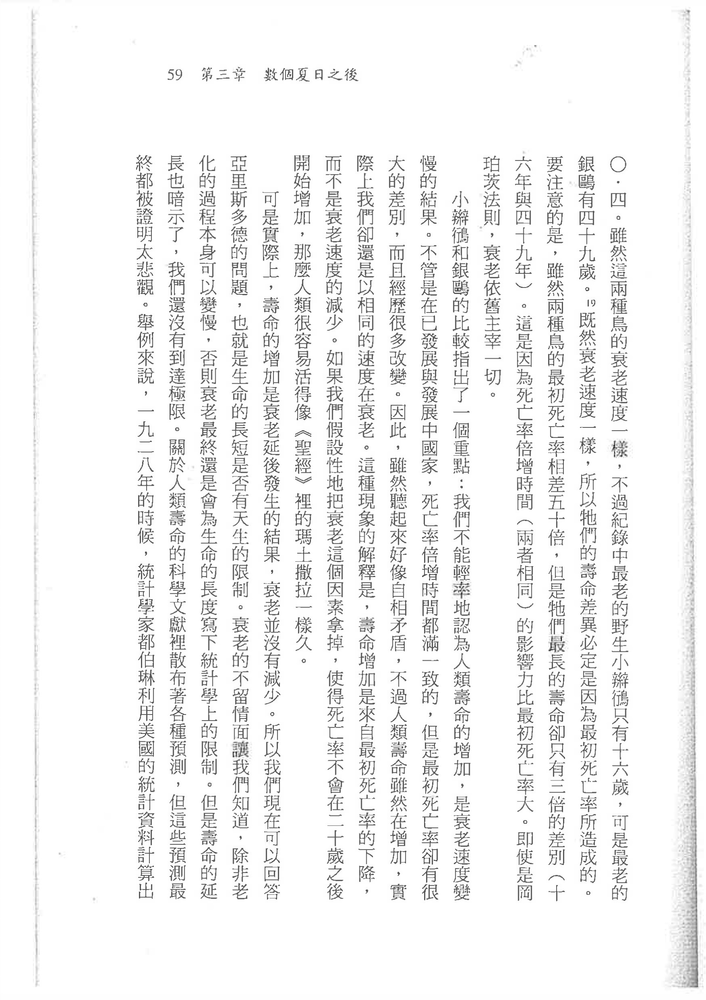 59　第三章　數個夏日之後
○．四。雖然這兩種鳥的衰老速度一樣，不過紀錄中最老的野生小辮鴴只有十六歲，可是最老的
銀鷗有四十九歲。19既然衰老速度一樣，所以牠們的壽命差異必定是因為最初死亡率所造成的。
要注意的是，雖然兩種鳥的最初死亡率相差五十倍，但是牠們最長的壽命卻只有三倍的差別（十
六年與四十九年）。這是因為死亡率倍增時間（兩者相同）的影響力比最初死亡率大。即使是岡
珀茨法則，衰老依舊主宰一切。
小辮鴴和銀鷗的比較指出了一個重點：我們不能輕率地認為人類壽命的增加，是衰老速度變
慢的結果。不管是在已發展與發展中國家，死亡率倍增時間都滿一致的，但是最初死亡率卻有很
大的差別，而且經歷很多改變。因此，雖然聽起來好像自相矛盾，不過人類壽命雖然在增加，實
際上我們卻還是以相同的速度在衰老。這種現象的解釋是，壽命增加是來自最初死亡率的下降，
而不是衰老速度的減少。如果我們假設性地把衰老這個因素拿掉，使得死亡率不會在二十歲之後
開始增加，那麼人類很容易活得像《聖經》裡的瑪土撒拉一樣久。
可是實際上，壽命的增加是衰老延後發生的結果，衰老並沒有減少。所以我們現在可以回答
亞里斯多德的問題，也就是生命的長短是否有天生的限制。衰老的不留情面讓我們知道，除非老
化的過程本身可以變慢，否則衰老最終還是會為生命的長度寫下統計學上的限制。但是壽命的延
長也暗示了，我們還沒有到達極限。關於人類壽命的科學文獻裡散布著各種預測，但這些預測最
終都被證明太悲觀。舉例來說，一九二八年的時候，統計學家都伯琳利用美國的統計資料計算出